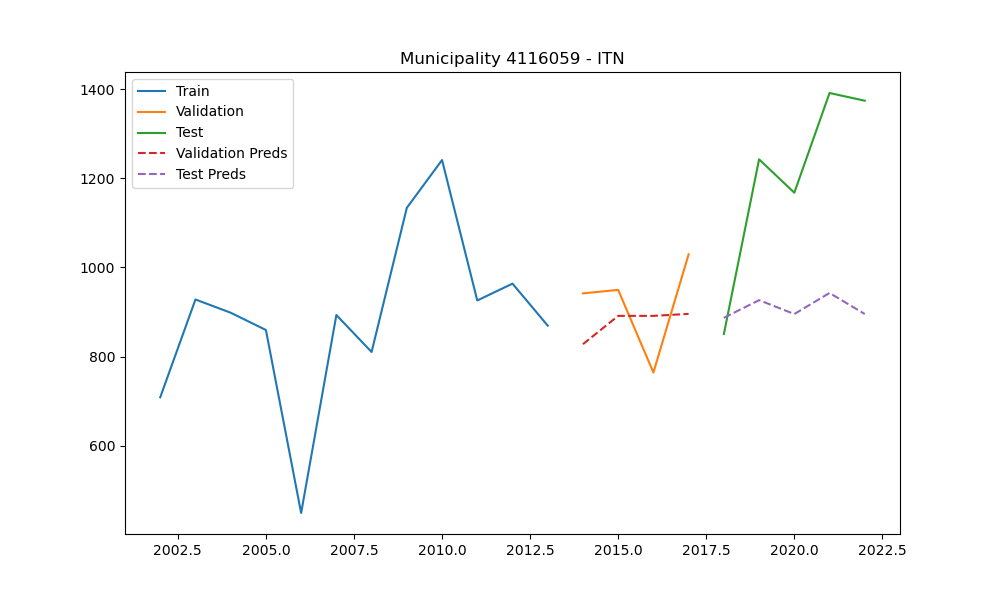 Municipality 4116059 - ITN
Train
Validation
Test
Validation Preds
Test Preds
1400
1200
1000
800
600
2002.5 2005.0 2007.5 2010.0 2012.5 2015.0 2017.5 2020.0 2022.5